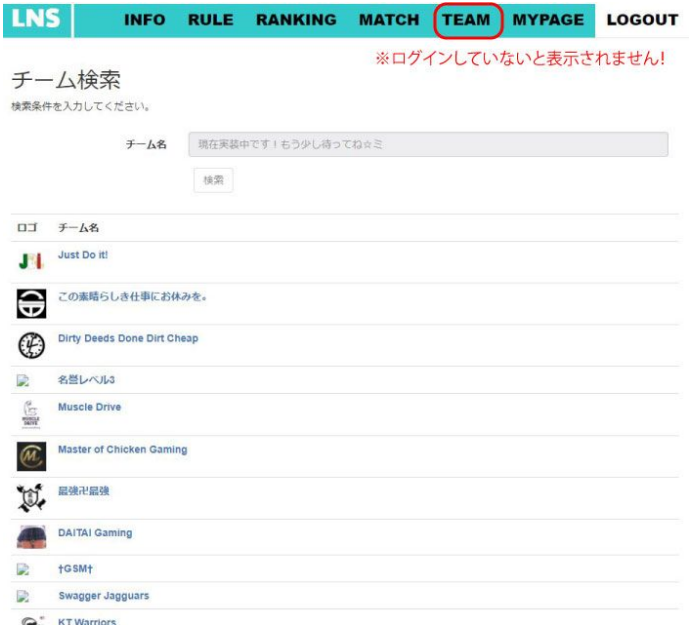 LNS INFO RULE RANKING MATCH TEAM MYPAGE LOGOUT
※ログインしていないと表示されません!
チーム検索
検索条件を入力してください。
チーム名 現在実装中です！もう少し待ってね☆ミ
検索
ロゴ チーム名
Just Do it!
この素晴らしき仕事にお休みを。
Dirty Deeds Done Dirt Cheap
名誉レベル3
Muscle Drive
Master of Chicken Gaming
最強卍最強
DAITAI Gaming
†GSM†
Swagger Jagguars
KT Warriors